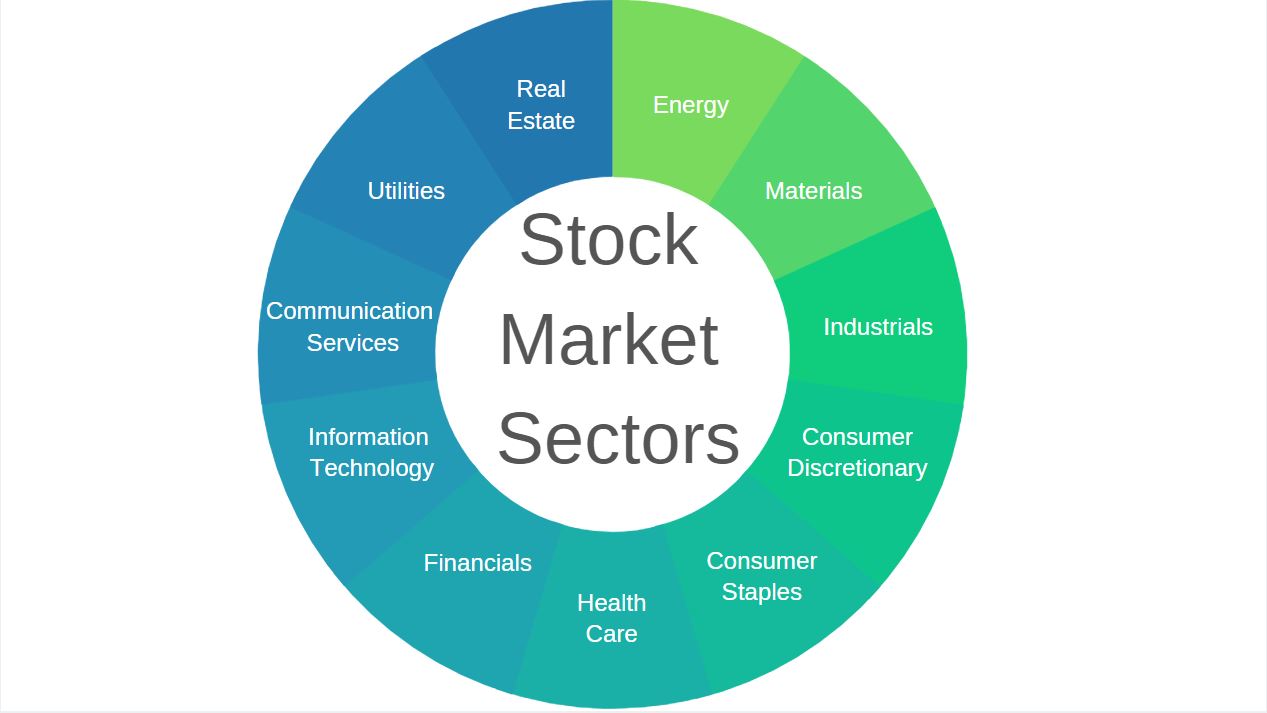 Stock
Market
Sectors
Energy
Materials
Industrials
Consumer
Discretionary
Consumer
Staples
Health
Care
Financials
Information
Technology
Communication
Services
Utilities
Real
Estate